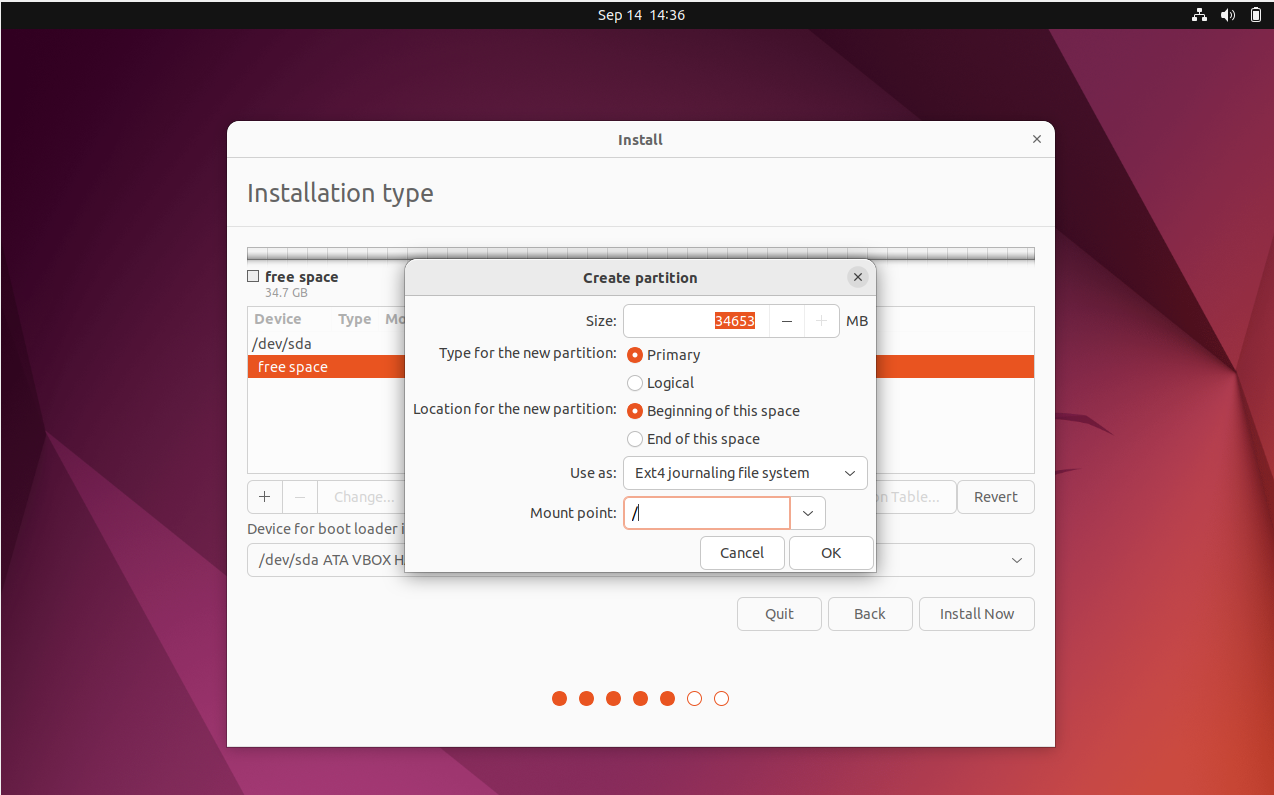 Sep 14 14:36
Install
Installation type
free space
34.7 GB
Create partition
Size: 34653 MB
Type for the new partition: Primary
Logical
Location for the new partition: Beginning of this space
End of this space
Use as: Ext4 journaling file system
Mount point: /
Cancel OK
Device Type
/dev/sda
free space
+ − Change... Table... Revert
Device for boot loader
/dev/sda ATA VBOX
Quit Back Install Now